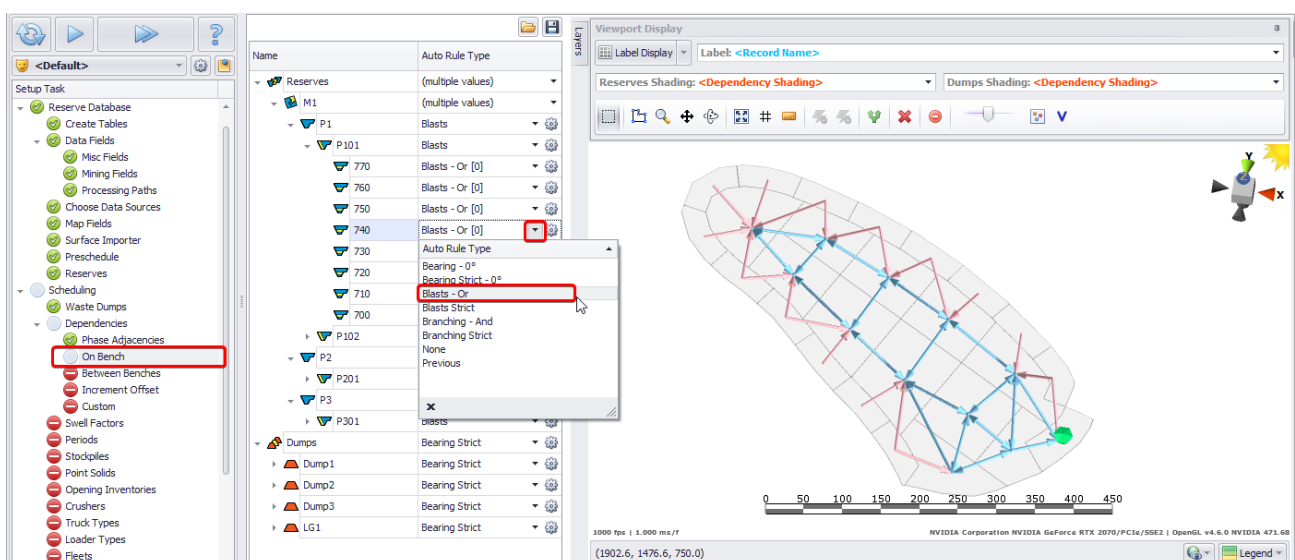 <Default>
Setup Task
Reserve Database
Create Tables
Data Fields
Misc Fields
Mining Fields
Processing Paths
Choose Data Sources
Map Fields
Surface Importer
Preschedule
Reserves
Scheduling
Waste Dumps
Dependencies
Phase Adjacencies
On Bench
Between Benches
Increment Offset
Custom
Swell Factors
Periods
Stockpiles
Point Solids
Opening Inventories
Crushers
Truck Types
Loader Types
Fleets
Name Auto Rule Type
Reserves (multiple values)
M1 (multiple values)
P1 Blasts
P101 Blasts
770 Blasts - Or [0]
760 Blasts - Or [0]
750 Blasts - Or [0]
740 Blasts - Or [0]
730
720
710
700
P102
P2
P201
P3
P301 Blasts
Dumps Bearing Strict
Dump1 Bearing Strict
Dump2 Bearing Strict
Dump3 Bearing Strict
LG1 Bearing Strict
Auto Rule Type
Bearing - 0°
Bearing Strict - 0°
Blasts - Or
Blasts Strict
Branching - And
Branching Strict
None
Previous
Layers
Viewport Display
Label Display Label: <Record Name>
Reserves Shading: <Dependency Shading> Dumps Shading: <Dependency Shading>
V
Y
Z
X
0 50 100 150 200 250 300 350 400 450
1000 fps | 1.000 ms/f NVIDIA Corporation NVIDIA GeForce RTX 2070/PCIe/SSE2 | OpenGL v4.6.0 NVIDIA 471.68
(1902.6, 1476.6, 750.0) Legend